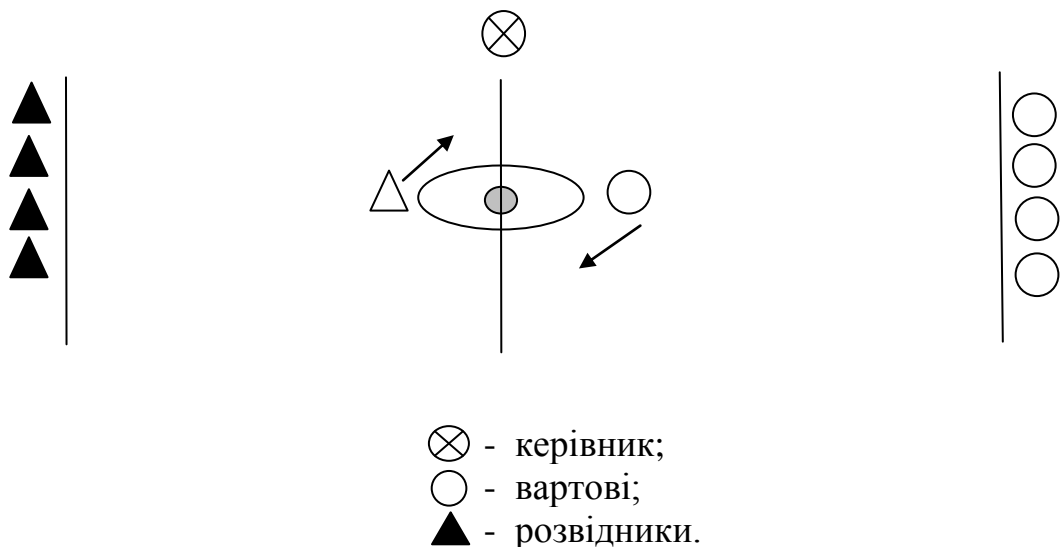 - керівник;
- вартові;
- розвідники.